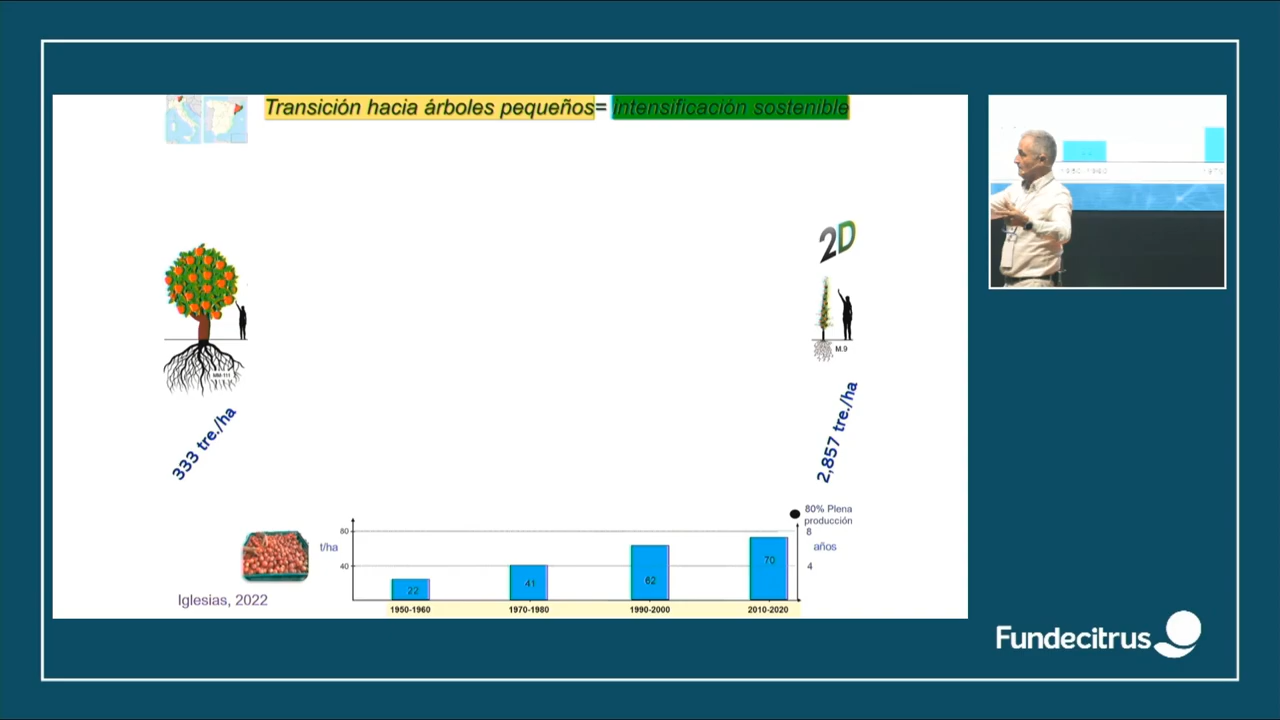 Transición hacia árboles pequeños= intensificación sostenible
2D
MM-111
M.9
333 tre./ha
2,857 tre./ha
80% Plena
producción
t/ha
80
40
8
4
años
22
41
62
70
1950-1960
1970-1980
1990-2000
2010-2020
Iglesias, 2022
Fundecitrus